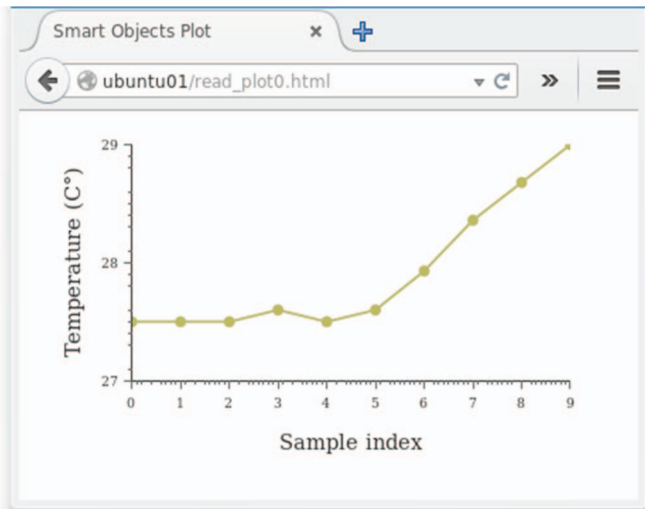 Smart Objects Plot
ubuntu01/read_plot0.html
29
28
27
Temperature (C°)
0 1 2 3 4 5 6 7 8 9
Sample index